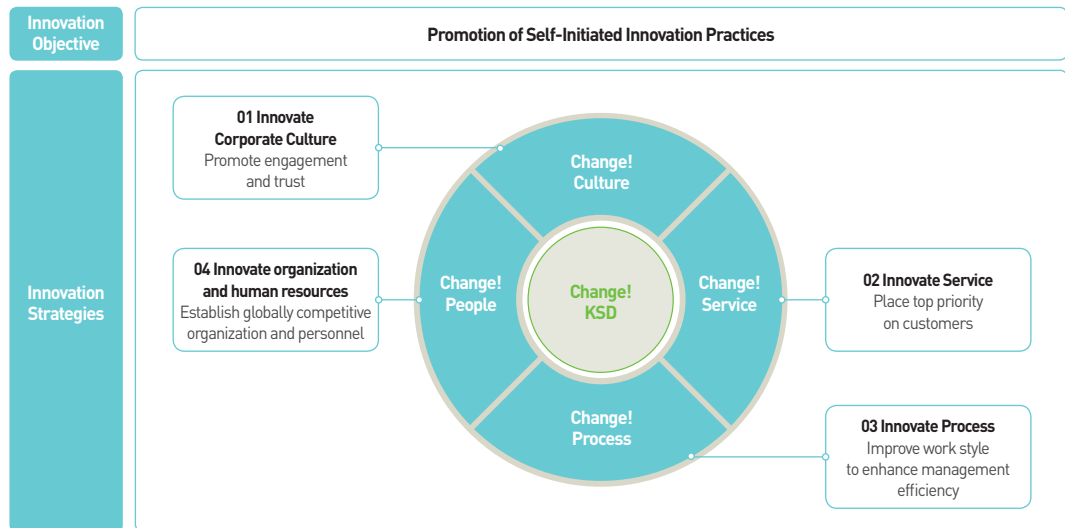 Innovation
Objective
Promotion of Self-Initiated Innovation Practices
Innovation
Strategies
01 Innovate
Corporate Culture
Promote engagement
and trust
04 Innovate organization
and human resources
Establish globally competitive
organization and personnel
Change!
Culture
Change!
People
Change!
KSD
Change!
Service
Change!
Process
02 Innovate Service
Place top priority
on customers
03 Innovate Process
Improve work style
to enhance management
efficiency